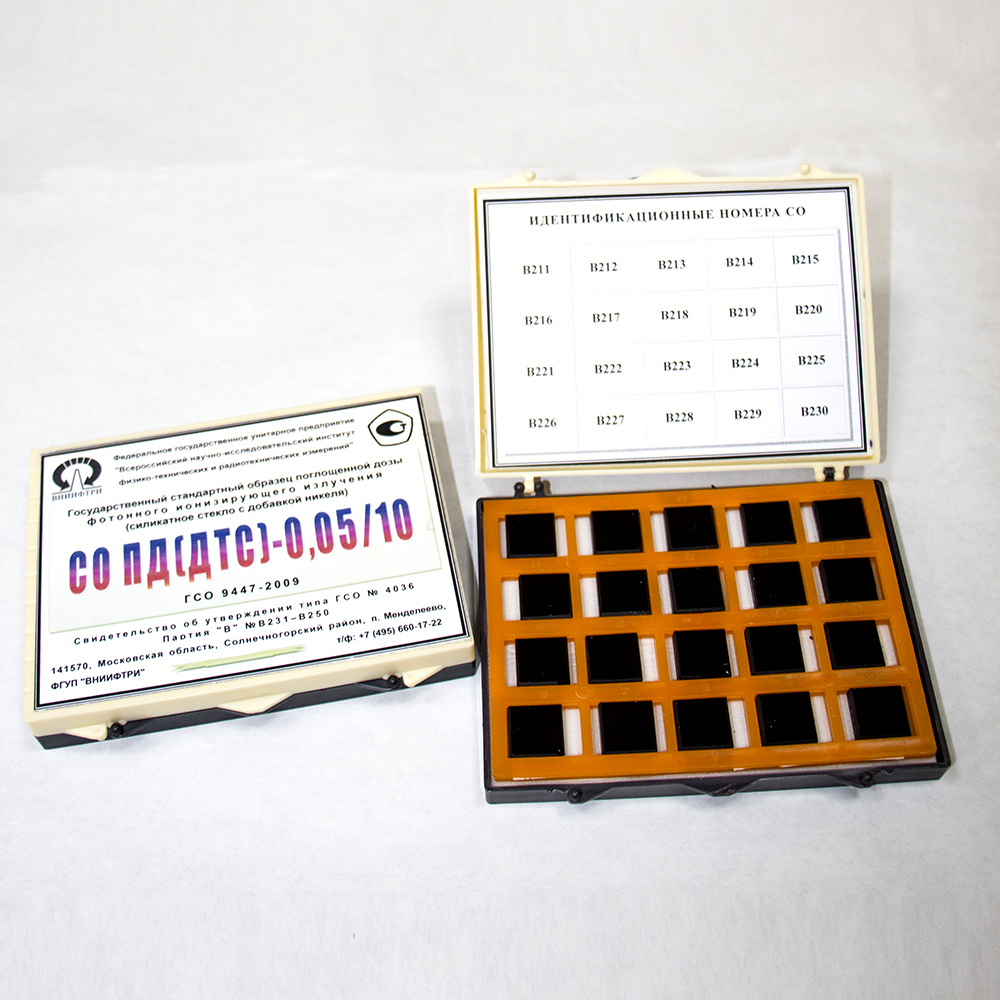 Федеральное государственное унитарное предприятие
"Всероссийский научно-исследовательский институт
физико-технических и радиотехнических измерений"
ВНИИФТРИ
Государственный стандартный образец поглощенной дозы
фотонного ионизирующего излучения
(силикатное стекло с добавкой никеля)
СО ПД(ДТС)-0,05/10
ГСО 9447-2009
Свидетельство об утверждении типа ГСО № 4036
Партия "В" №В231–В250
141570, Московская область, Солнечногорский район, п. Менделеево,
ФГУП "ВНИИФТРИ" т/ф: +7 (495) 660-17-22
ИДЕНТИФИКАЦИОННЫЕ НОМЕРА СО
В211 В212 В213 В214 В215
В216 В217 В218 В219 В220
В221 В222 В223 В224 В225
В226 В227 В228 В229 В230